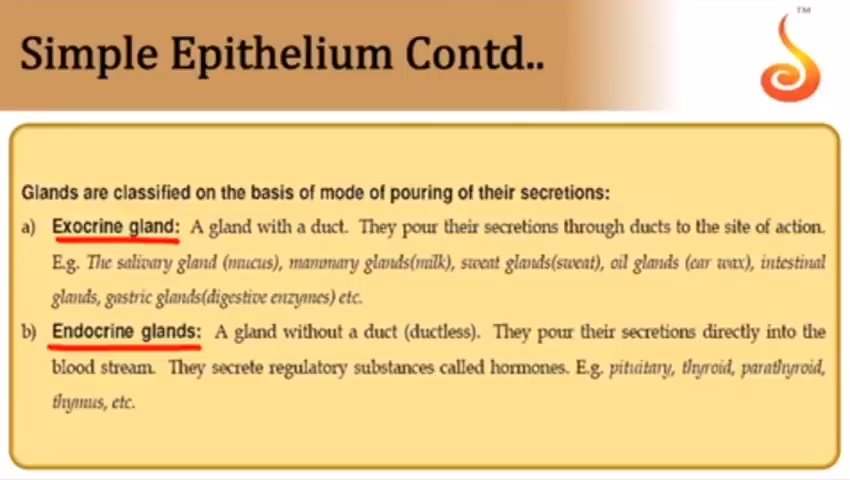 Simple Epithelium Contd..
TM
Glands are classified on the basis of mode of pouring of their secretions:
a) Exocrine gland: A gland with a duct. They pour their secretions through ducts to the site of action.
E.g. The salivary gland (mucus), mammary glands(milk), sweat glands(sweat), oil glands (ear wax), intestinal
glands, gastric glands(digestive enzymes) etc.
b) Endocrine glands: A gland without a duct (ductless). They pour their secretions directly into the
blood stream. They secrete regulatory substances called hormones. E.g. pituitary, thyroid, parathyroid,
thymus, etc.